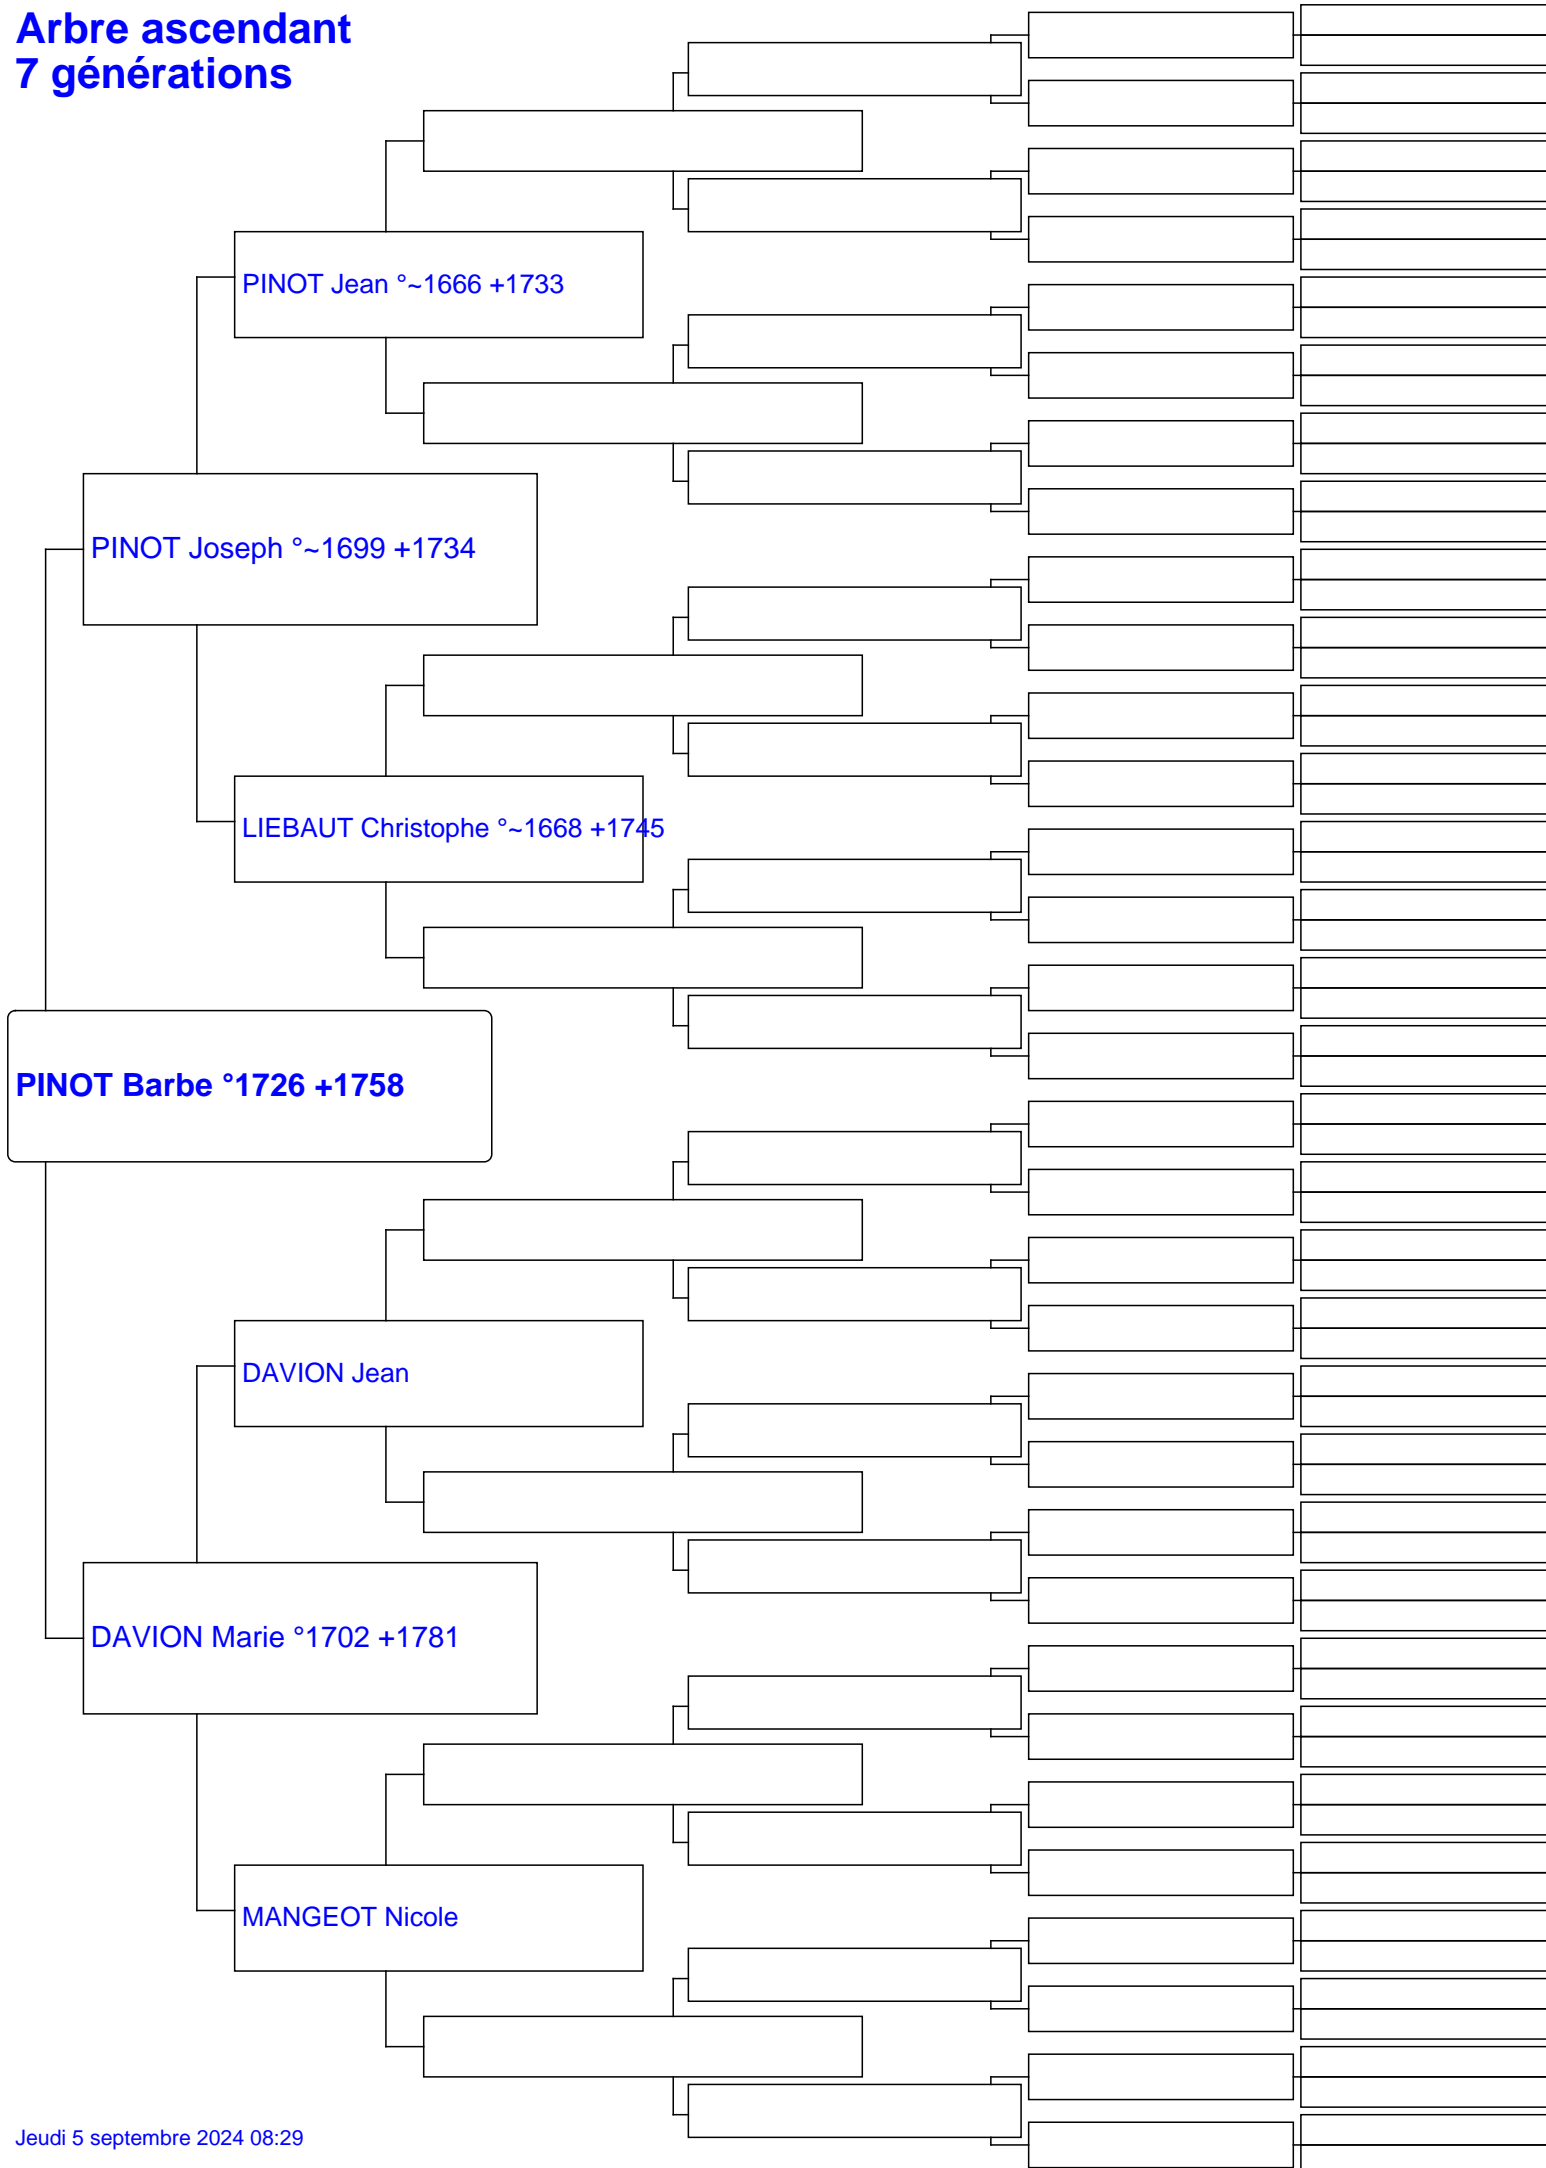 Arbre ascendant
7 générations
PINOT Jean °~1666 +1733
PINOT Joseph °~1699 +1734
LIEBAUT Christophe °~1668 +1745
PINOT Barbe °1726 +1758
DAVION Jean
DAVION Marie °1702 +1781
MANGEOT Nicole
Jeudi 5 septembre 2024 08:29